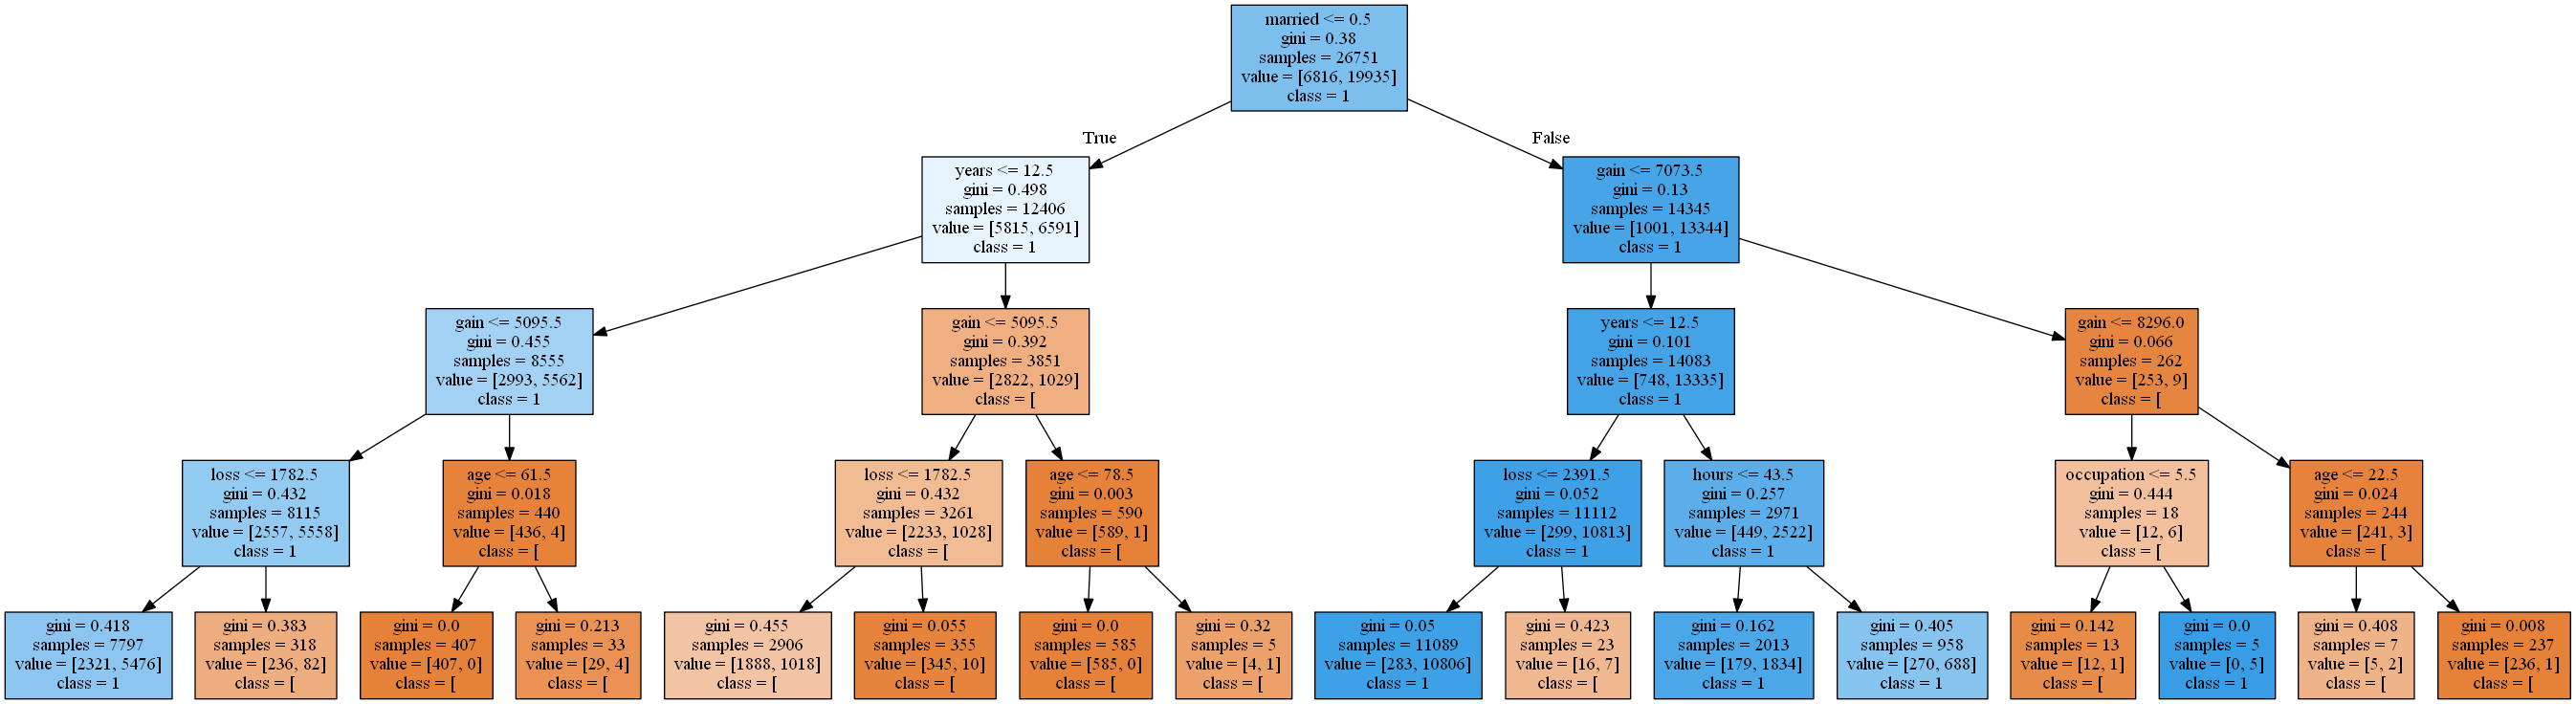 married <= 0.5
gini = 0.38
samples = 26751
value = [6816, 19935]
class = 1
True
False
years <= 12.5
gini = 0.498
samples = 12406
value = [5815, 6591]
class = 1
gain <= 7073.5
gini = 0.13
samples = 14345
value = [1001, 13344]
class = 1
gain <= 5095.5
gini = 0.455
samples = 8555
value = [2993, 5562]
class = 1
gain <= 5095.5
gini = 0.392
samples = 3851
value = [2822, 1029]
class = [
years <= 12.5
gini = 0.101
samples = 14083
value = [748, 13335]
class = 1
gain <= 8296.0
gini = 0.066
samples = 262
value = [253, 9]
class = [
loss <= 1782.5
gini = 0.432
samples = 8115
value = [2557, 5558]
class = 1
age <= 61.5
gini = 0.018
samples = 440
value = [436, 4]
class = [
loss <= 1782.5
gini = 0.432
samples = 3261
value = [2233, 1028]
class = [
age <= 78.5
gini = 0.003
samples = 590
value = [589, 1]
class = [
loss <= 2391.5
gini = 0.052
samples = 11112
value = [299, 10813]
class = 1
hours <= 43.5
gini = 0.257
samples = 2971
value = [449, 2522]
class = 1
occupation <= 5.5
gini = 0.444
samples = 18
value = [12, 6]
class = [
age <= 22.5
gini = 0.024
samples = 244
value = [241, 3]
class = [
gini = 0.418
samples = 7797
value = [2321, 5476]
class = 1
gini = 0.383
samples = 318
value = [236, 82]
class = [
gini = 0.0
samples = 407
value = [407, 0]
class = [
gini = 0.213
samples = 33
value = [29, 4]
class = [
gini = 0.455
samples = 2906
value = [1888, 1018]
class = [
gini = 0.055
samples = 355
value = [345, 10]
class = [
gini = 0.0
samples = 585
value = [585, 0]
class = [
gini = 0.32
samples = 5
value = [4, 1]
class = [
gini = 0.05
samples = 11089
value = [283, 10806]
class = 1
gini = 0.423
samples = 23
value = [16, 7]
class = [
gini = 0.162
samples = 2013
value = [179, 1834]
class = 1
gini = 0.405
samples = 958
value = [270, 688]
class = 1
gini = 0.142
samples = 13
value = [12, 1]
class = [
gini = 0.0
samples = 5
value = [0, 5]
class = 1
gini = 0.408
samples = 7
value = [5, 2]
class = [
gini = 0.008
samples = 237
value = [236, 1]
class = [